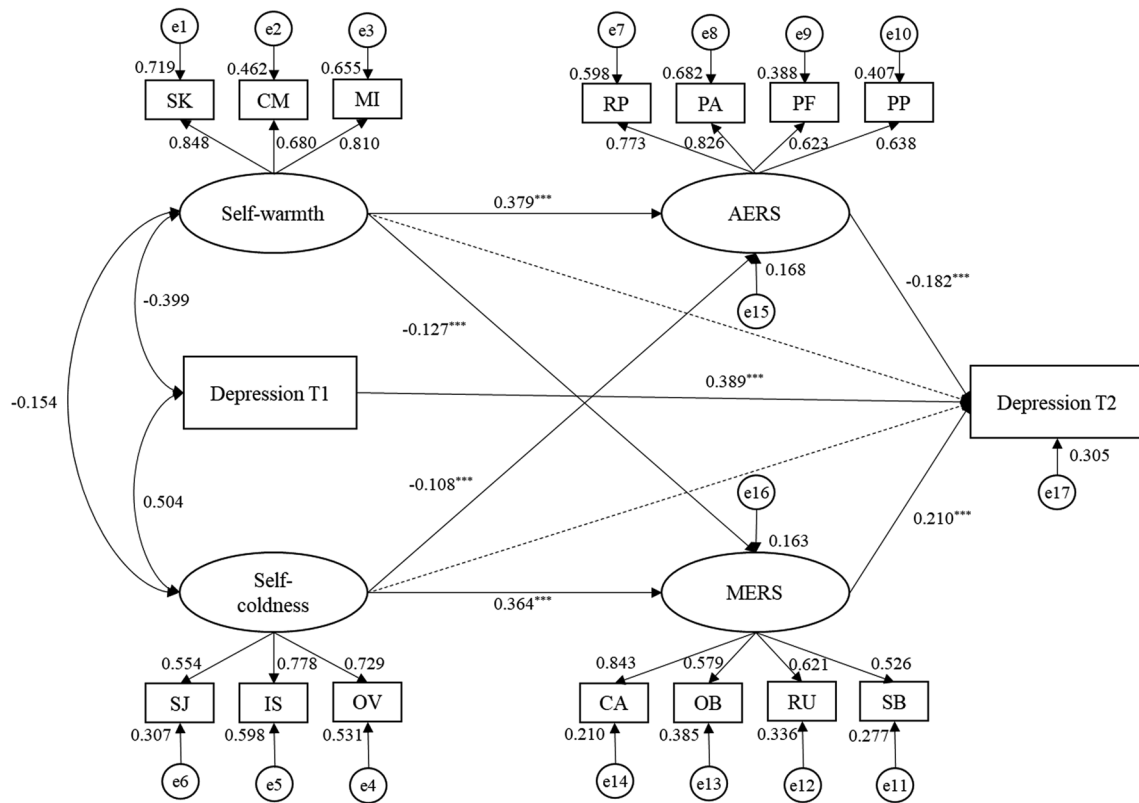 e1
e2
e3
e7
e8
e9
e10
0.719
0.462
0.655
0.598
0.682
0.388
0.407
SK
CM
MI
RP
PA
PF
PP
0.848
0.680
0.810
0.773
0.826
0.623
0.638
Self-warmth
0.379***
AERS
0.168
e15
-0.399
-0.127***
-0.182***
-0.154
Depression T1
0.389***
Depression T2
0.305
e17
0.504
-0.108***
e16
0.163
0.210***
Self-
coldness
0.364***
MERS
0.554
0.778
0.729
0.843
0.579
0.621
0.526
SJ
IS
OV
CA
OB
RU
SB
0.307
0.598
0.531
0.210
0.385
0.336
0.277
e6
e5
e4
e14
e13
e12
e11